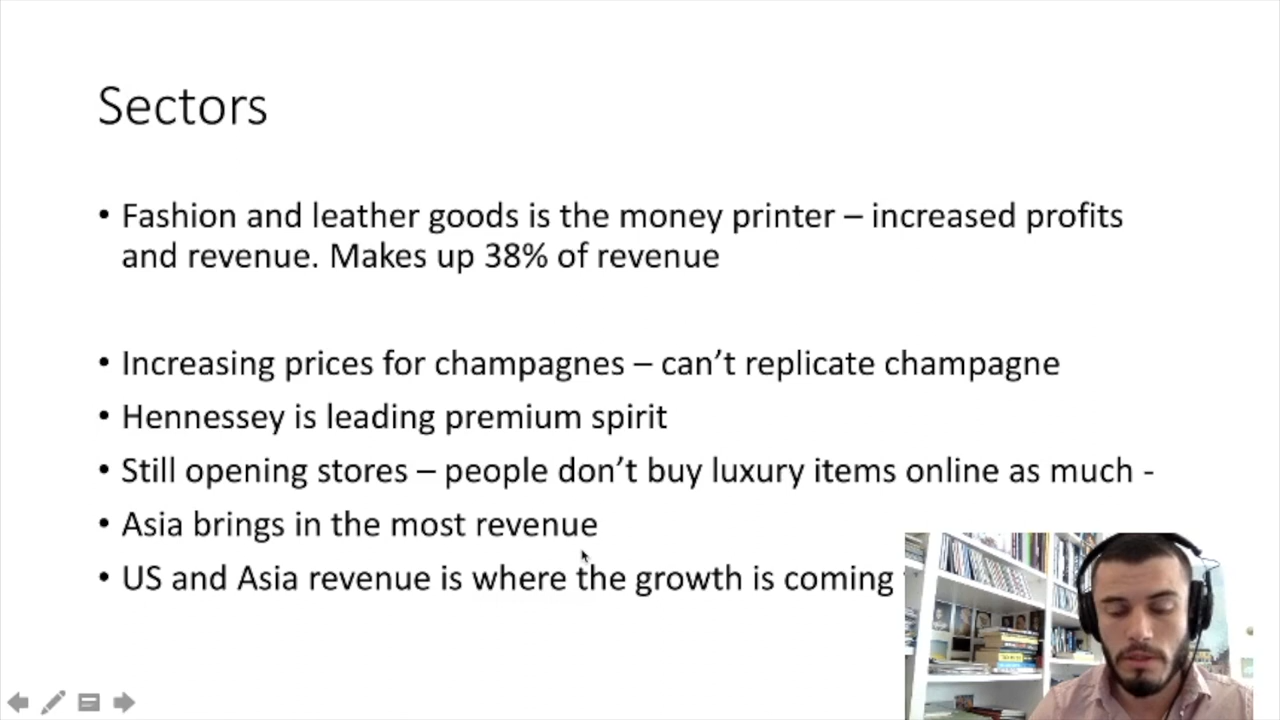 Sectors
• Fashion and leather goods is the money printer – increased profits
and revenue. Makes up 38% of revenue
• Increasing prices for champagnes – can’t replicate champagne
• Hennessey is leading premium spirit
• Still opening stores – people don’t buy luxury items online as much -
• Asia brings in the most revenue
• US and Asia revenue is where the growth is coming